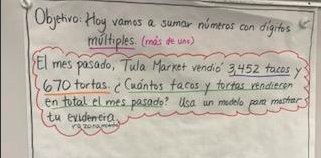 Objetivo: Hoy vamos a sumar números con dígitos
múltiples. (más de uno)
El mes pasado, Tula Market vendió 3,452 tacos y
670 tortas. ¿Cuántos tacos y tortas vendieron
en total el mes pasado? Usa un modelo para mostrar
tu evidencia
razonamiento